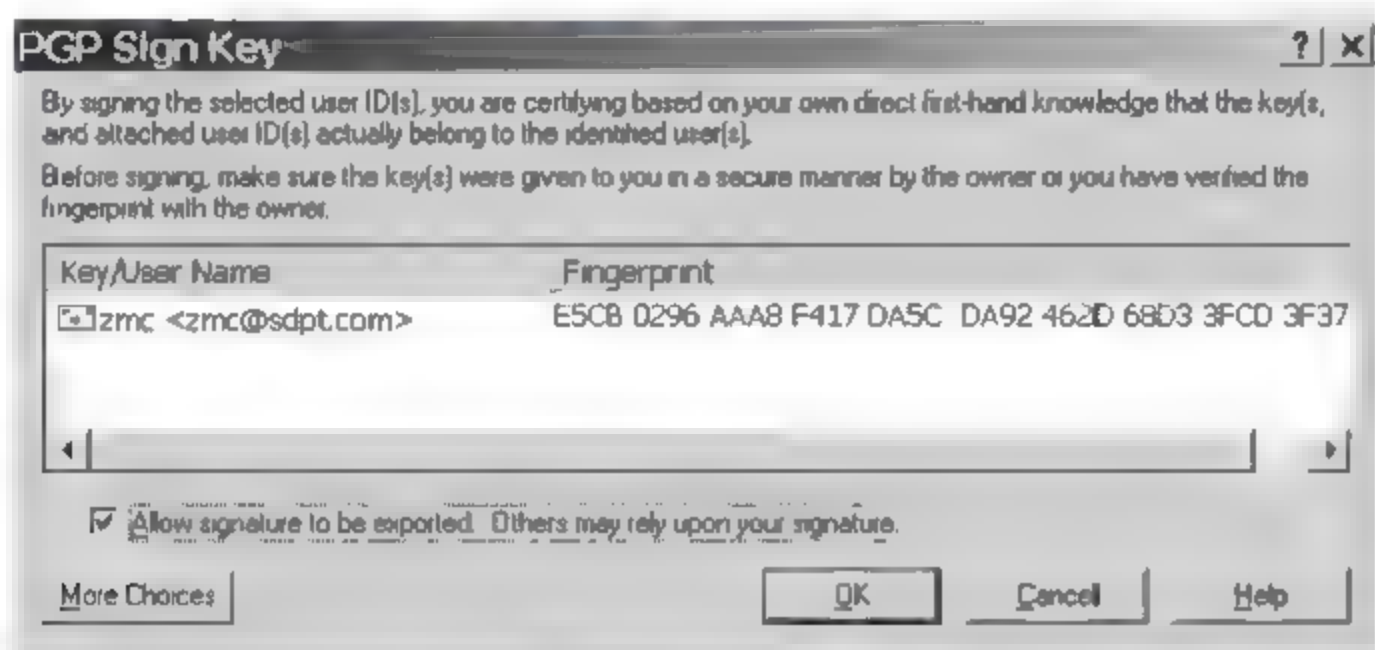 PGP Sign Key
By signing the selected user ID(s), you are certifying based on your own direct first-hand knowledge that the key(s,
and attached user ID(s) actually belong to the identified user(s).
Before signing, make sure the key(s) were given to you in a secure manner by the owner or you have verified the
fingerprint with the owner.
Key/User Name Fingerprint
zmc <zmc@sdpt.com> E5CB 0296 AAA8 F417 DA5C DA92 462D 68D3 3FCD 3F37
Allow signature to be exported. Others may rely upon your signature.
More Choices OK Cancel Help